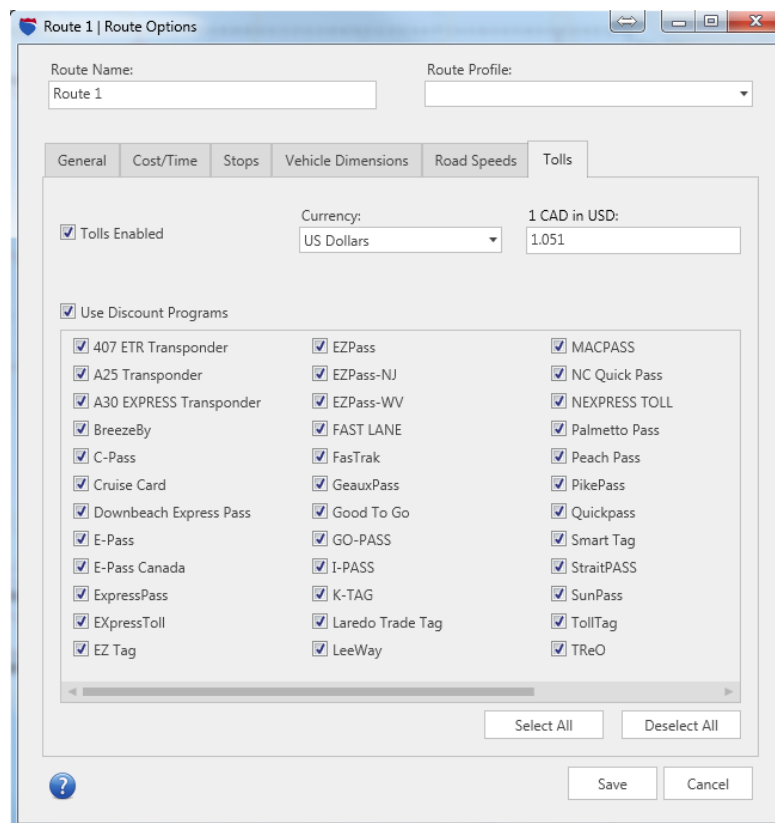 Route 1 | Route Options
Route Name:
Route Profile:
Route 1
General
Cost/Time
Stops
Vehicle Dimensions
Road Speeds
Tolls
Tolls Enabled
Currency:
1 CAD in USD:
US Dollars
1.051
Use Discount Programs
407 ETR Transponder
A25 Transponder
A30 EXPRESS Transponder
BreezeBy
C-Pass
Cruise Card
Downbeach Express Pass
E-Pass
E-Pass Canada
ExpressPass
EXpressToll
EZ Tag
EZPass
EZPass-NJ
EZPass-WV
FAST LANE
FasTrak
GeauxPass
Good To Go
GO-PASS
I-PASS
K-TAG
Laredo Trade Tag
LeeWay
MACPASS
NC Quick Pass
NEXPRESS TOLL
Palmetto Pass
Peach Pass
PikePass
Quickpass
Smart Tag
StraitPASS
SunPass
TollTag
TReO
Select All
Deselect All
?
Save
Cancel